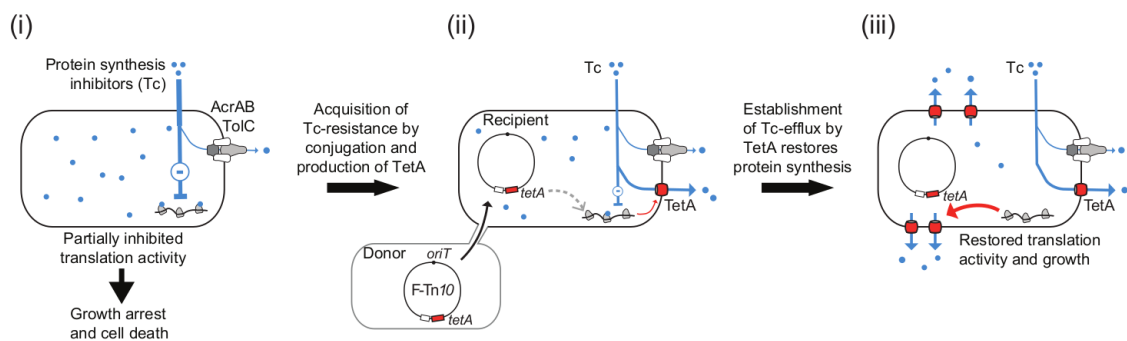 (i)
Protein synthesis
inhibitors (Tc)
AcrAB
TolC
Partially inhibited
translation activity
Growth arrest
and cell death
Acquisition of
Tc-resistance by
conjugation and
production of TetA
(ii)
Tc
Recipient
tetA
TetA
Donor
oriT
F-Tn10
tetA
Establishment
of Tc-efflux by
TetA restores
protein synthesis
(iii)
Tc
tetA
TetA
Restored translation
activity and growth